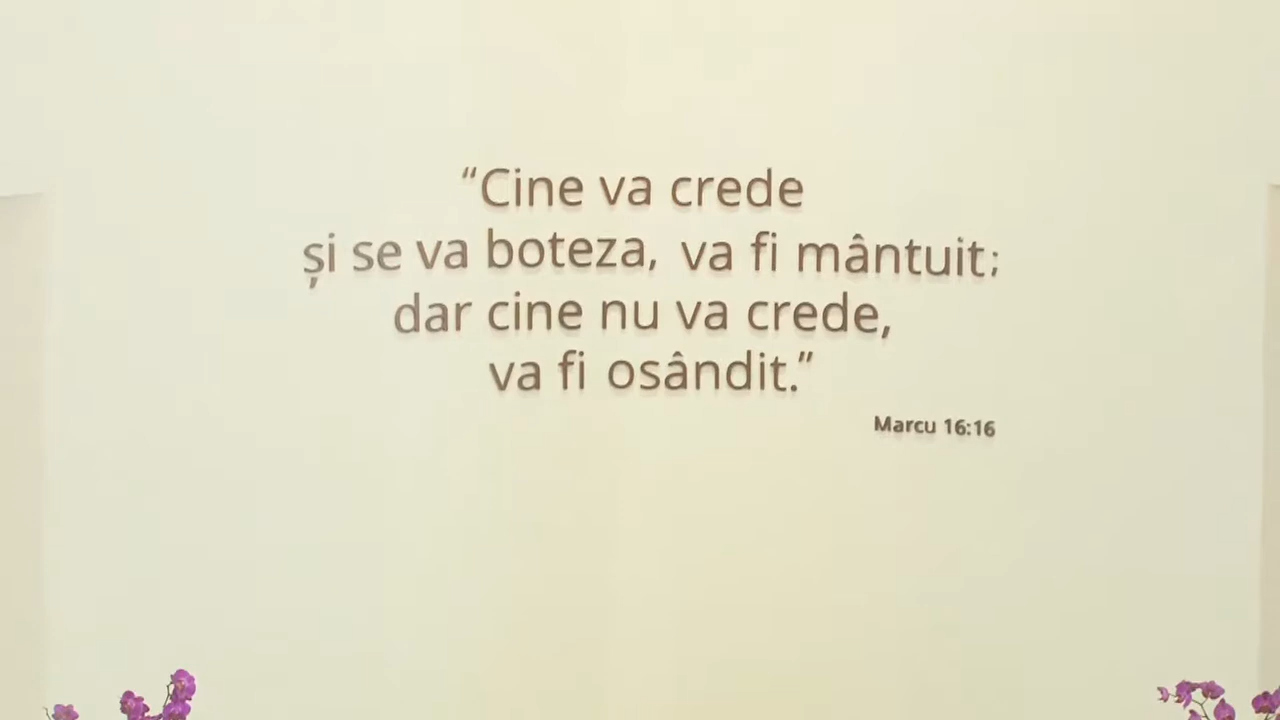 “Cine va crede
și se va boteza, va fi mântuit;
dar cine nu va crede,
va fi osândit.”
Marcu 16:16